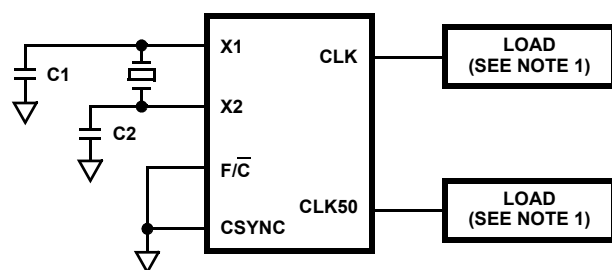 X1
CLK
LOAD
(SEE NOTE 1)
C1
X2
C2
F/C̅
CLK50
LOAD
(SEE NOTE 1)
CSYNC